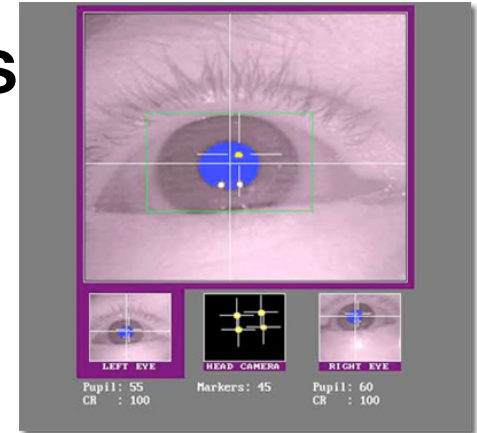 s
LEFT EYE
HEAD CAMERA
RIGHT EYE
Pupil: 55
Markers: 45
Pupil: 60
CR : 100
CR : 100